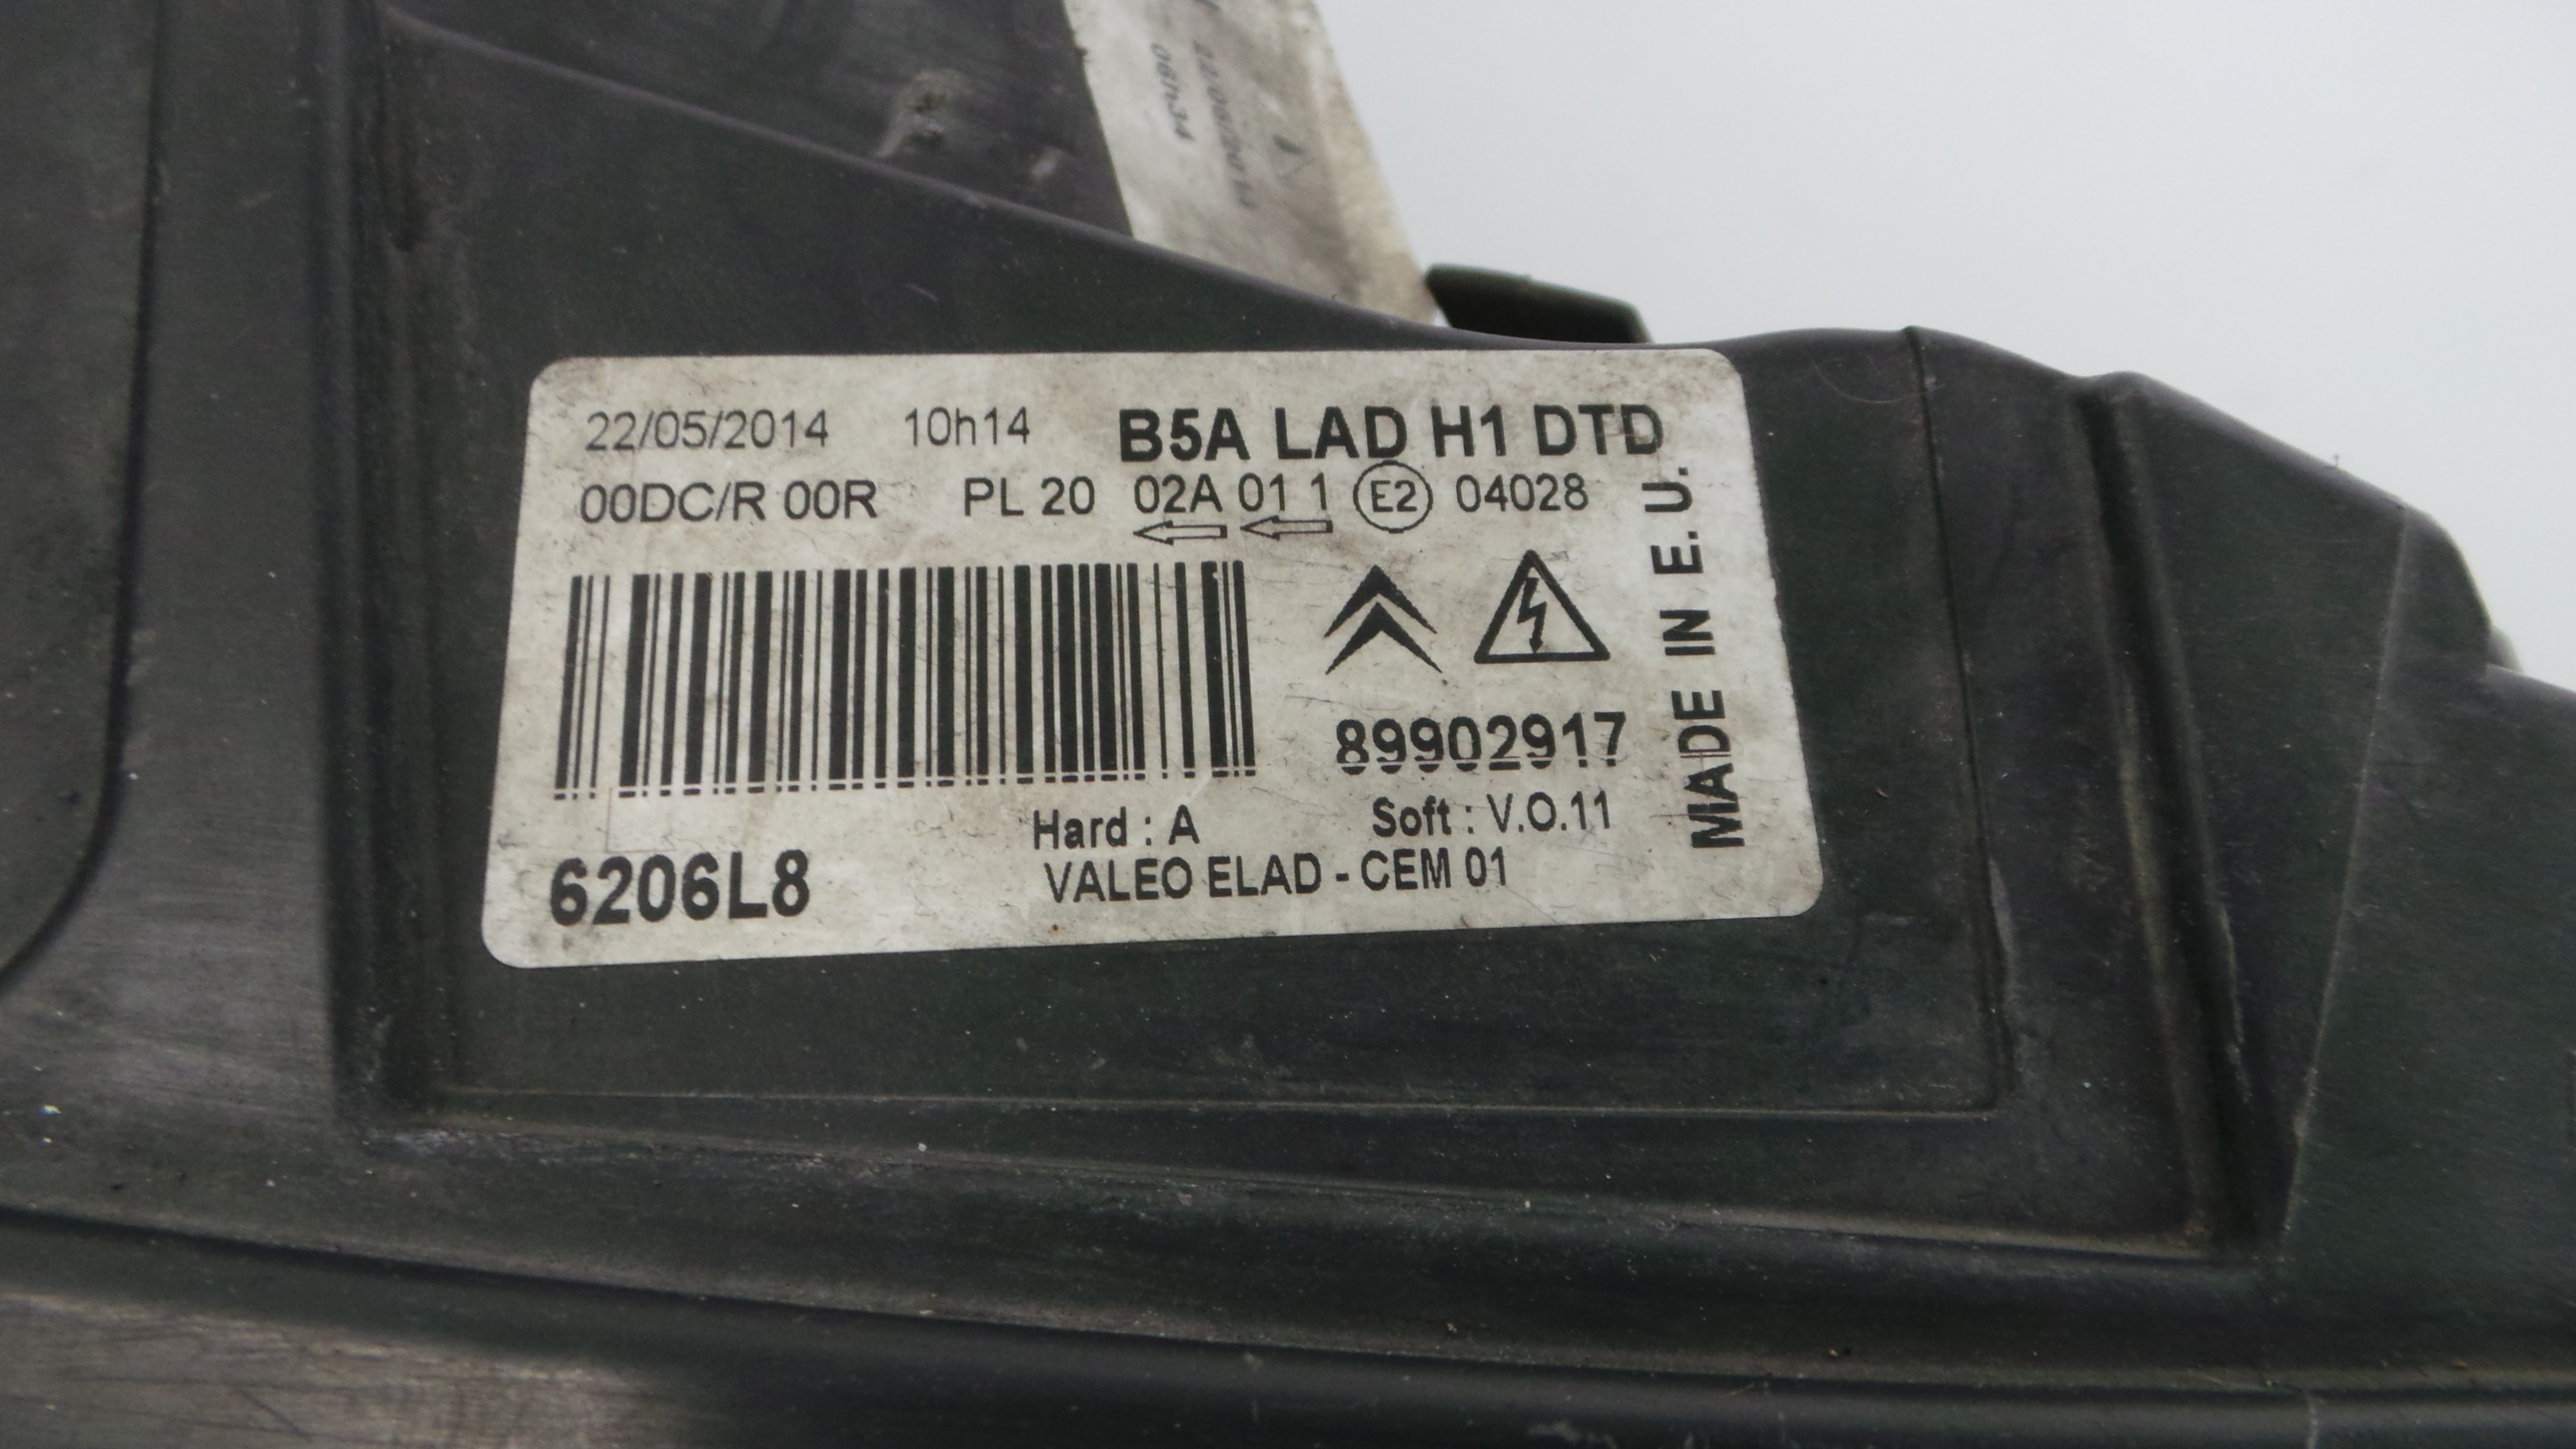 06h34
22/05/2014 10h14 B5A LAD H1 DTD
00DC/R 00R PL 20 02A 01 1 E2 04028
89902917
Hard : A Soft : V.O.11
VALEO ELAD - CEM 01
6206L8
MADE IN E.U.